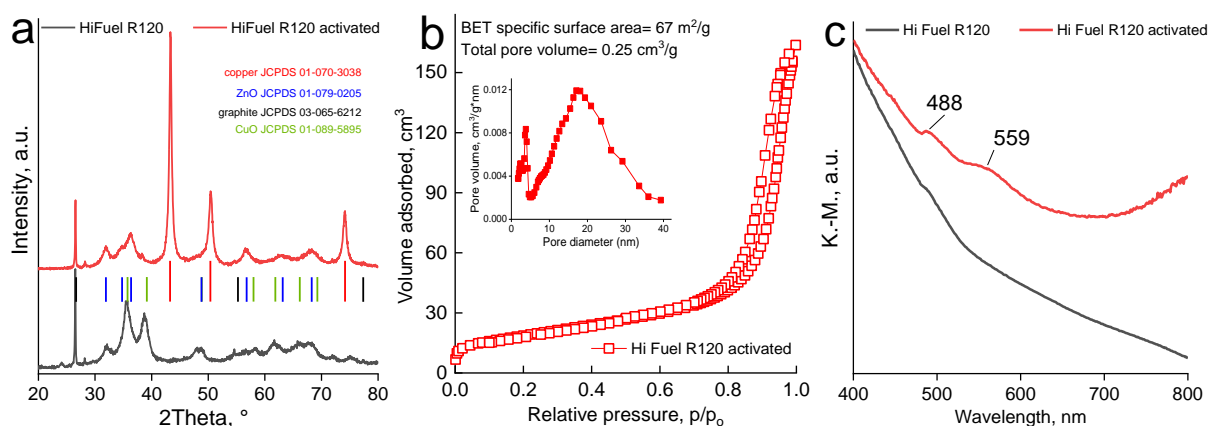 a
HiFuel R120
HiFuel R120 activated
copper JCPDS 01-070-3038
ZnO JCPDS 01-079-0205
graphite JCPDS 03-065-6212
CuO JCPDS 01-089-5895
Intensity, a.u.
20 30 40 50 60 70 80
2Theta, °
b
BET specific surface area= 67 m²/g
Total pore volume= 0.25 cm³/g
Volume adsorbed, cm³
150
120
90
60
30
0
Pore volume, cm³/g*nm
0.012
0.008
0.004
0.000
0 10 20 30 40
Pore diameter (nm)
Hi Fuel R120 activated
0.0 0.2 0.4 0.6 0.8 1.0
Relative pressure, p/pₒ
c
Hi Fuel R120
Hi Fuel R120 activated
488
559
K.-M., a.u.
400 500 600 700 800
Wavelength, nm